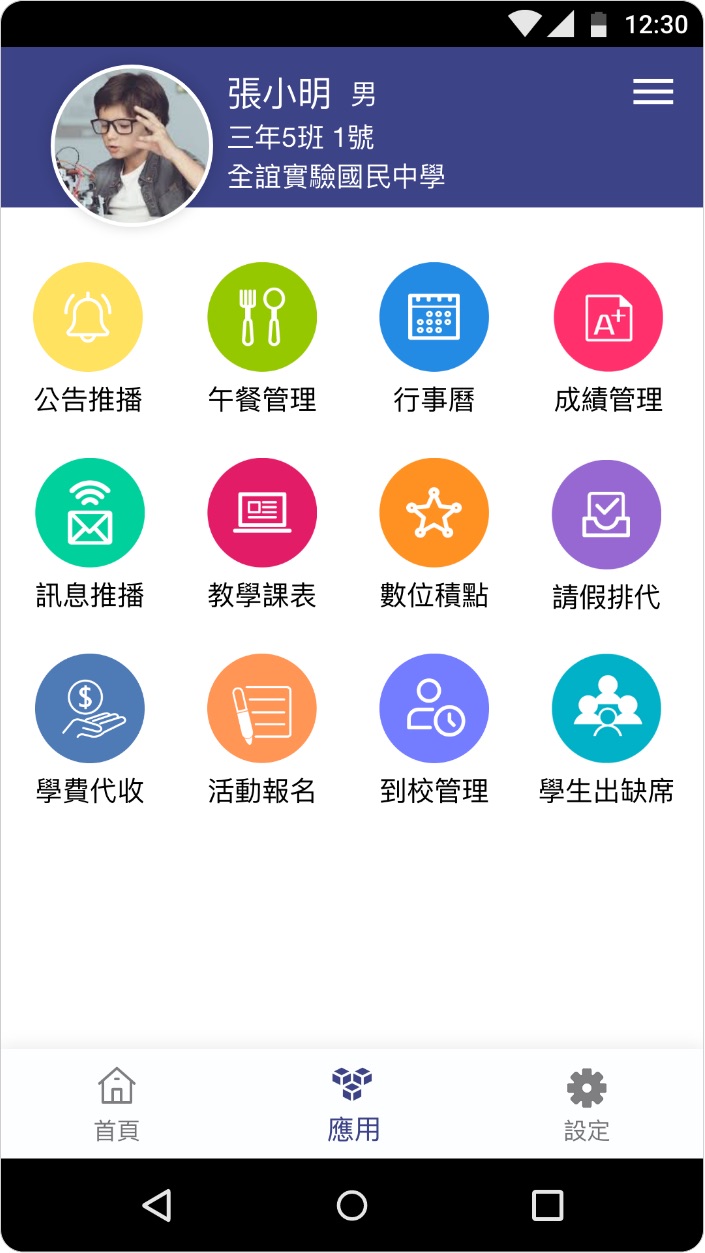 12:30
張小明 男
三年5班 1號
全誼實驗國民中學
公告推播 午餐管理 行事曆 成績管理
訊息推播 教學課表 數位積點 請假排代
學費代收 活動報名 到校管理 學生出缺席
首頁 應用 設定